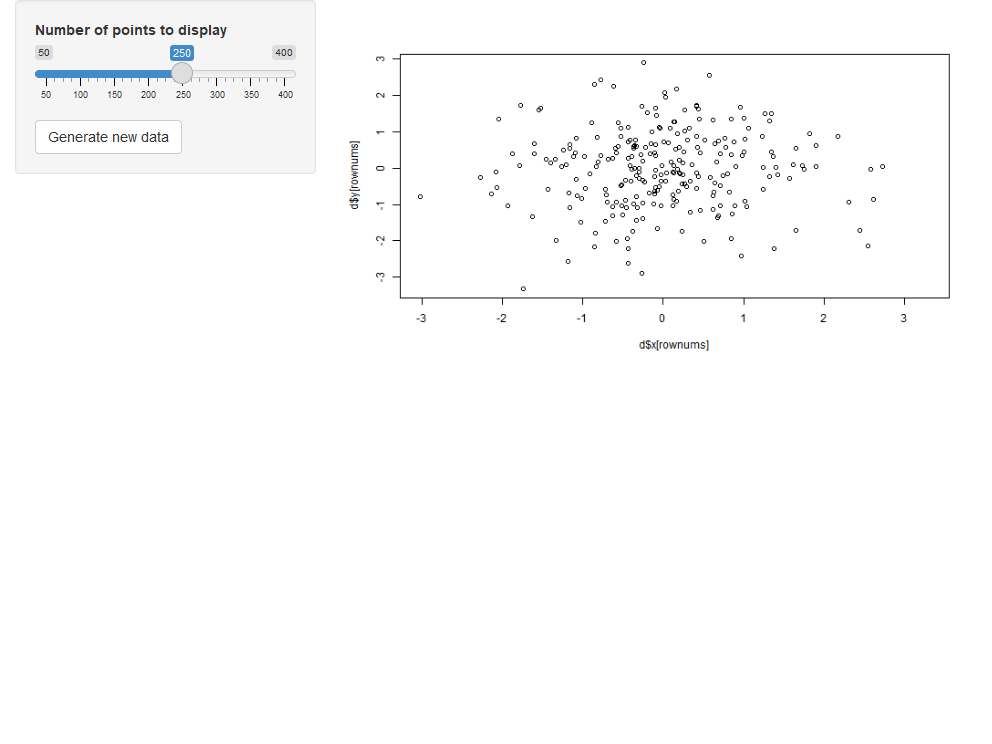 Number of points to display
50 250 400
50 100 150 200 250 300 350 400
Generate new data
d$y[rownums]
3
2
1
0
-1
-2
-3
-3 -2 -1 0 1 2 3
d$x[rownums]